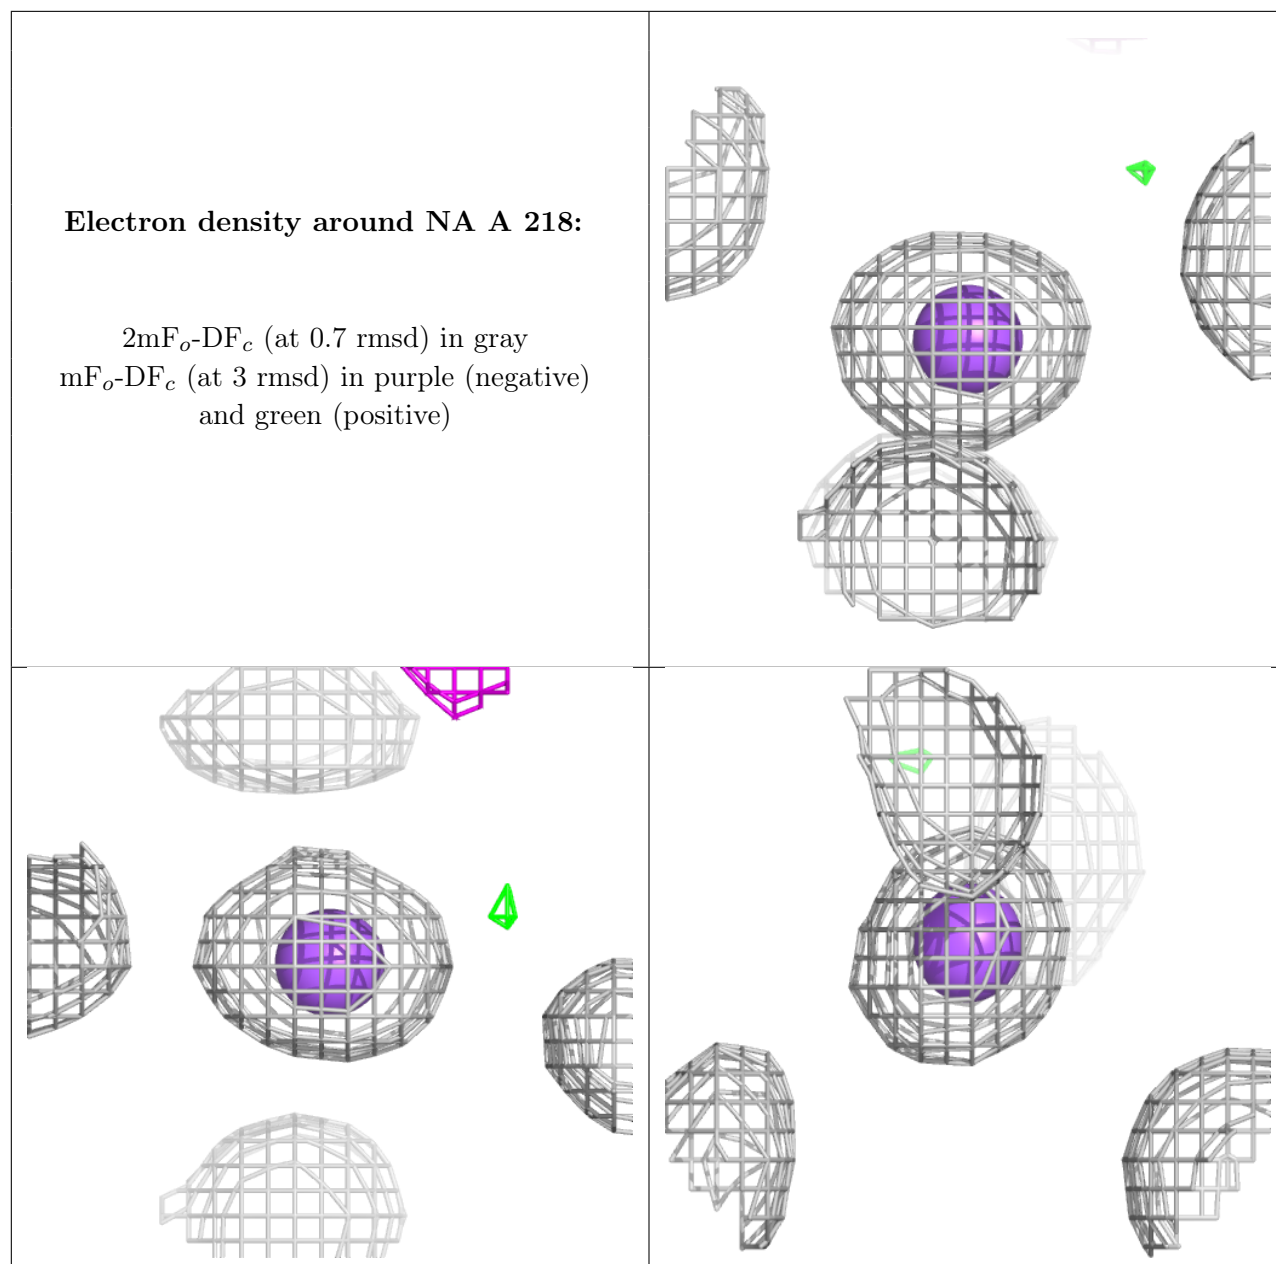 Electron density around NA A 218:
2mFo-DFc (at 0.7 rmsd) in gray
mFo-DFc (at 3 rmsd) in purple (negative)
and green (positive)